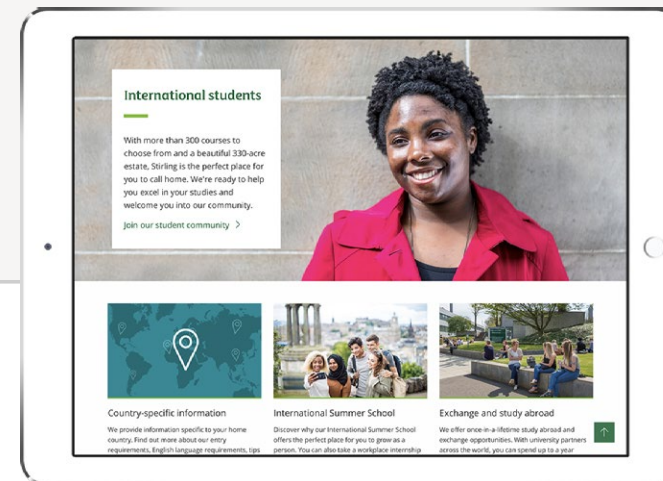 International students
With more than 300 courses to
choose from and a beautiful 330-acre
estate, Stirling is the perfect place for
you to call home. We're ready to help
you excel in your studies and
welcome you into our community.
Join our student community >
Country-specific information
We provide information specific to your home
country. Find out more about our entry
requirements, English language requirements, tips
International Summer School
Discover why our International Summer School
offers the perfect place for you to grow as a
person. You can also take a workplace internship
Exchange and study abroad
We offer once-in-a-lifetime study abroad and
exchange opportunities. With university partners
across the world, you can spend up to a year